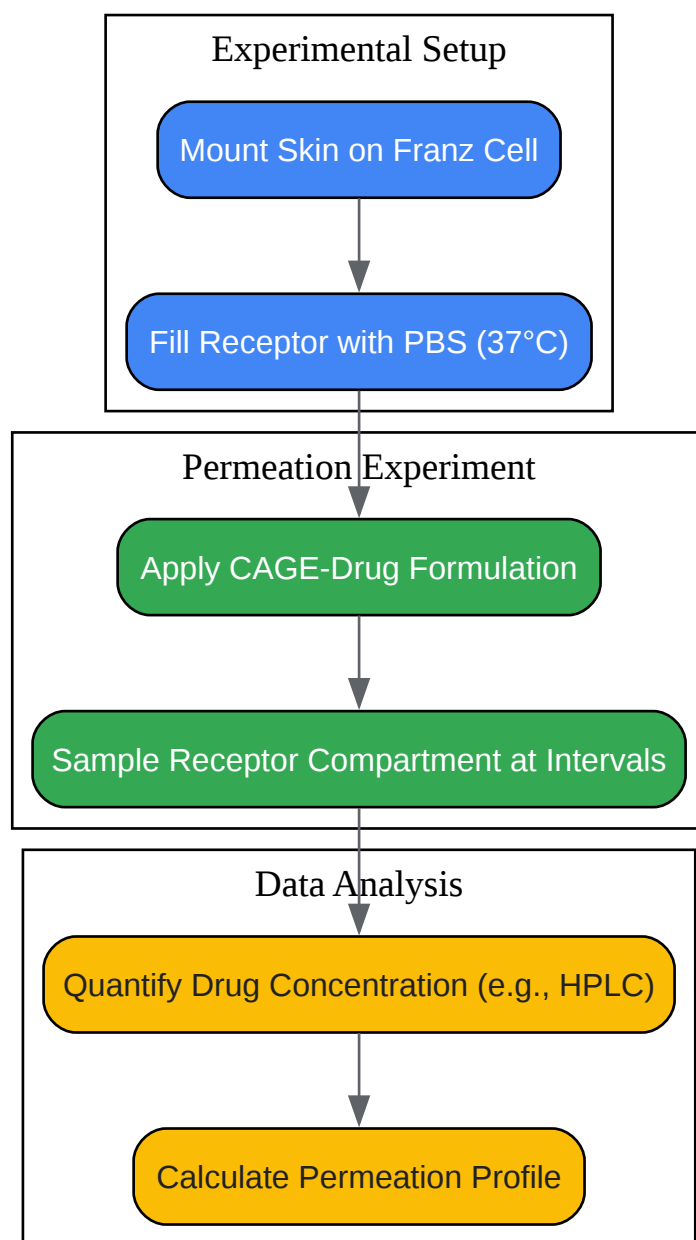 Experimental Setup
Mount Skin on Franz Cell
Fill Receptor with PBS (37°C)
Permeation Experiment
Apply CAGE-Drug Formulation
Sample Receptor Compartment at Intervals
Data Analysis
Quantify Drug Concentration (e.g., HPLC)
Calculate Permeation Profile